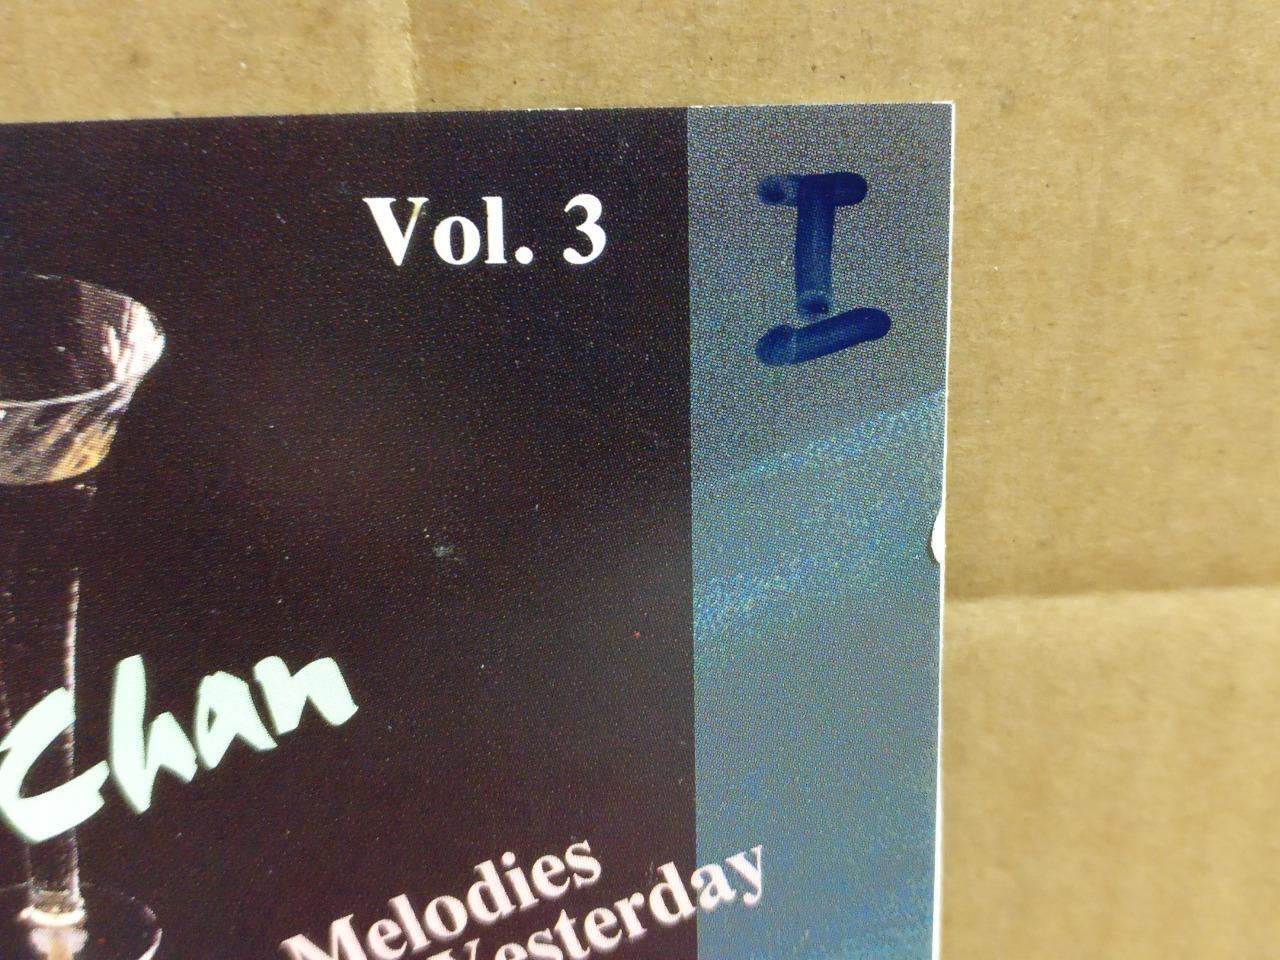 Vol. 3
I
Chan
Melodies
Yesterday